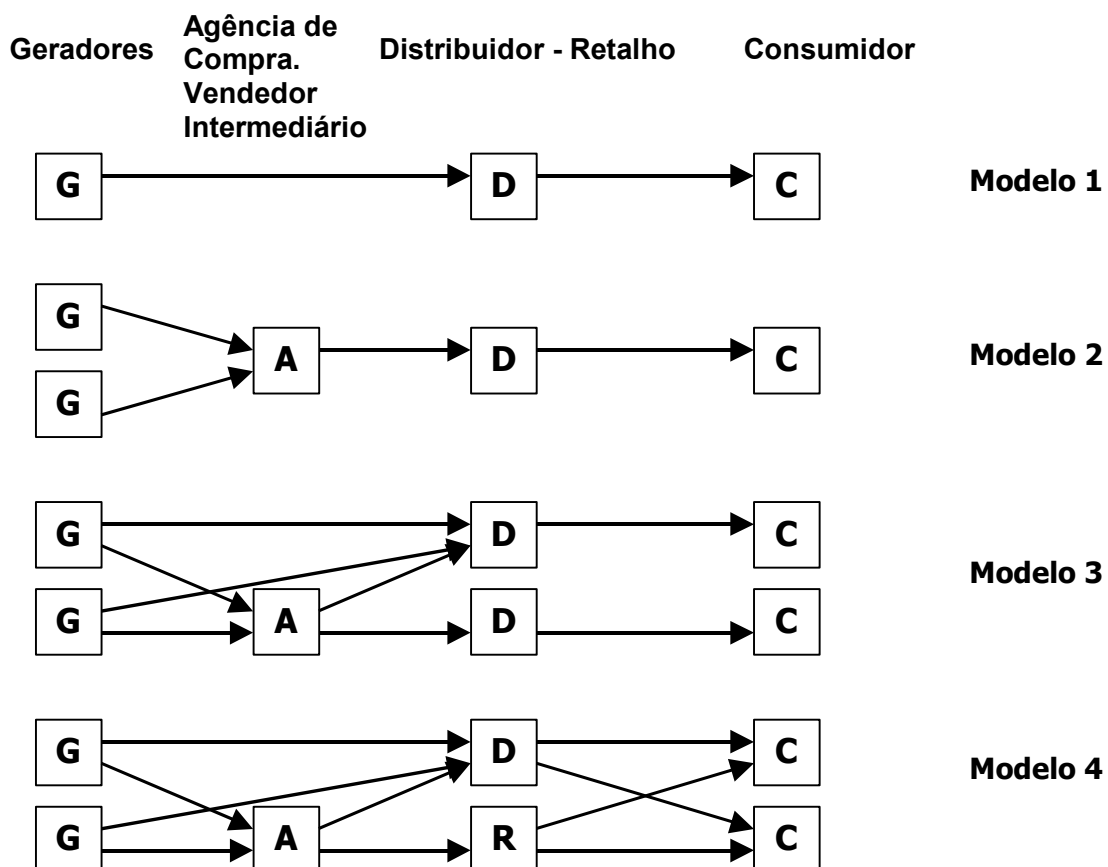 Geradores
Agência de
Compra.
Vendedor
Intermediário
Distribuidor - Retalho
Consumidor
G D C Modelo 1
G
A D C Modelo 2
G
G D C
Modelo 3
G A D C
G D C
Modelo 4
G A R C